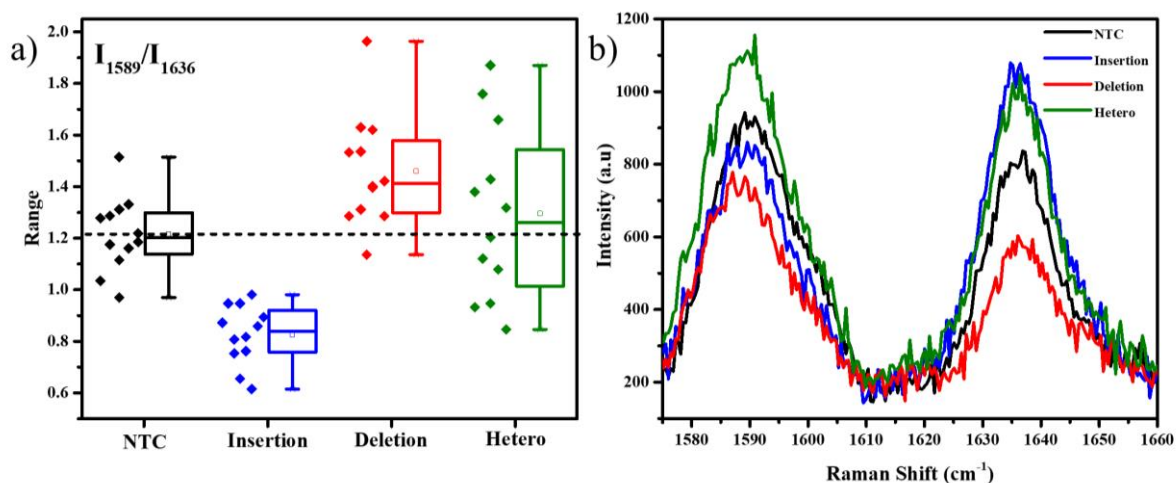 a)
I1589/I1636
Range
2.0
1.8
1.6
1.4
1.2
1.0
0.8
0.6
NTC Insertion Deletion Hetero
b)
Intensity (a.u)
1200
1000
800
600
400
200
NTC
Insertion
Deletion
Hetero
1580 1590 1600 1610 1620 1630 1640 1650 1660
Raman Shift (cm-1)